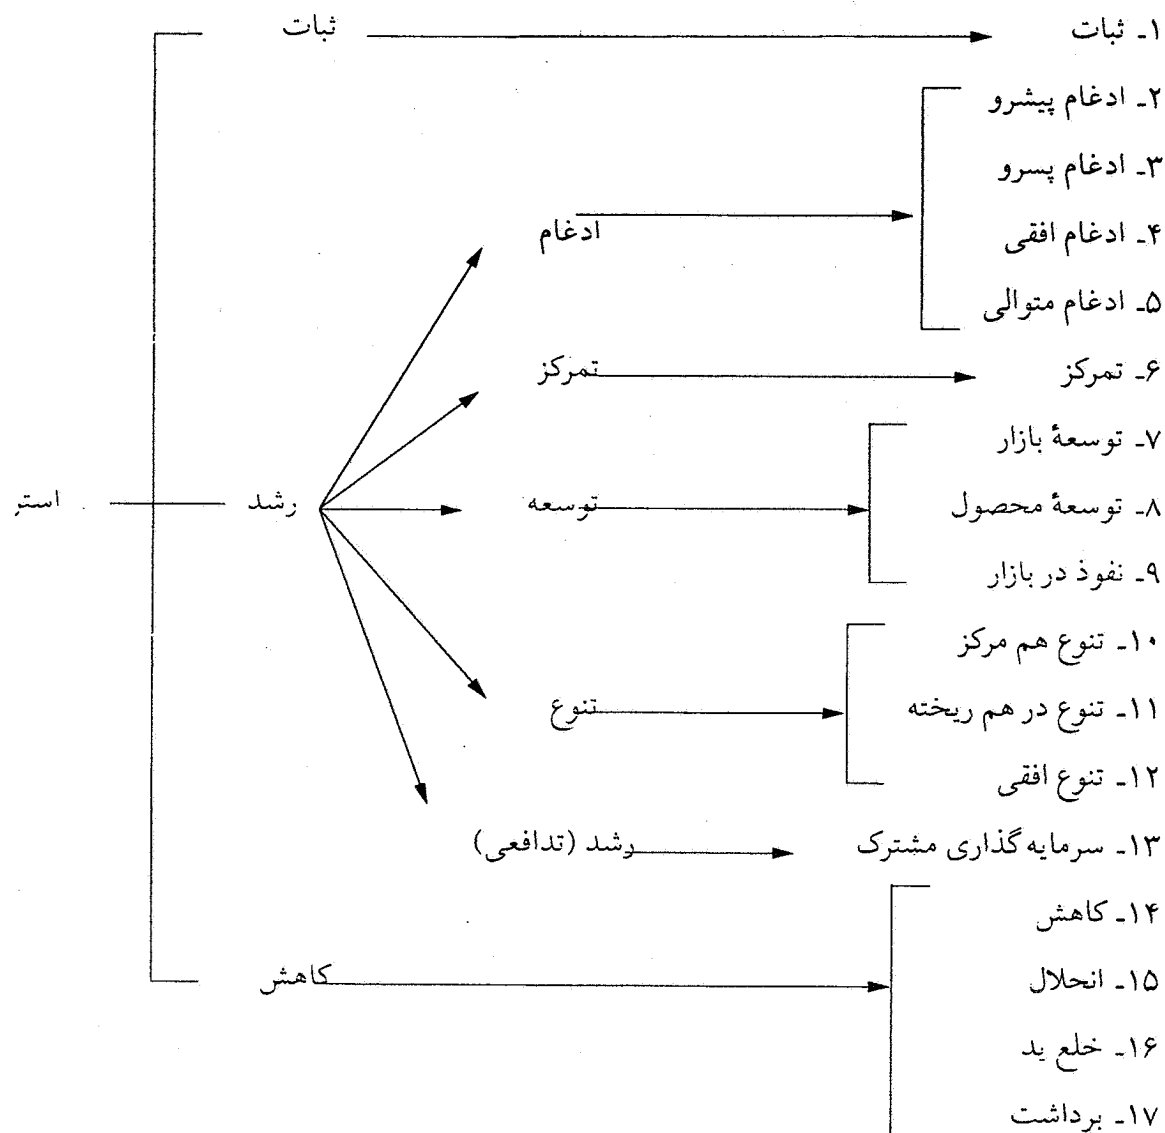 ثبات
۱ـ ثبات
۲ـ ادغام پیشرو
۳ـ ادغام پسرو
ادغام
۴ـ ادغام افقی
۵ـ ادغام متوالی
تمرکز
۶ـ تمرکز
۷ـ توسعهٔ بازار
استر
رشد
توسعه
۸ـ توسعهٔ محصول
۹ـ نفوذ در بازار
۱۰ـ تنوع هم مرکز
تنوع
۱۱ـ تنوع در هم ریخته
۱۲ـ تنوع افقی
رشد (تدافعی)
۱۳ـ سرمایه گذاری مشترک
۱۴ـ کاهش
کاهش
۱۵ـ انحلال
۱۶ـ خلع ید
۱۷ـ برداشت